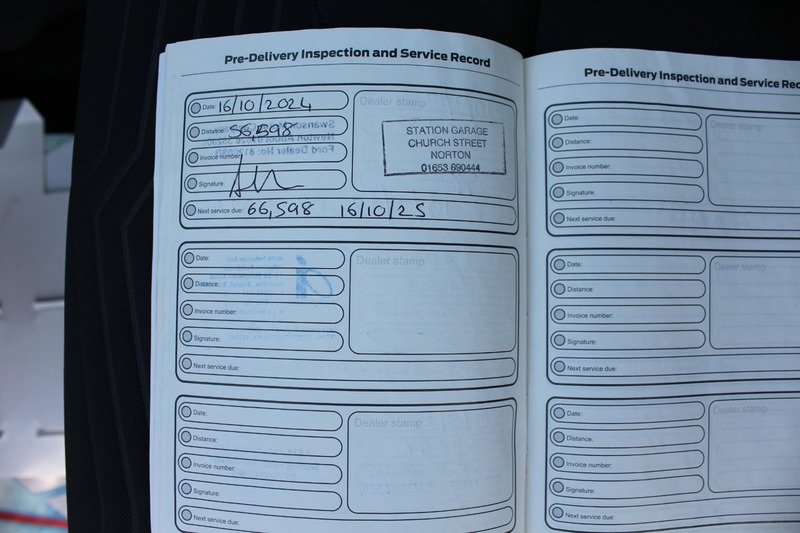 Pre-Delivery Inspection and Service Record
Date: 16/10/2024
Distance: 56,598
Invoice number:
Signature:
Next service due: 66,598 16/10/25
Dealer stamp
STATION GARAGE
CHURCH STREET
NORTON
01653 690444
Date:
Distance:
Invoice number:
Signature:
Next service due:
Dealer stamp
Date:
Distance:
Invoice number:
Signature:
Next service due:
Dealer stamp
Pre-Delivery Inspection and Service Rec
Date:
Distance:
Invoice number:
Signature:
Next service due:
Dealer stamp
Date:
Distance:
Invoice number:
Signature:
Next service due:
Dealer stamp
Date:
Distance:
Invoice number:
Signature:
Next service due:
Dealer stamp